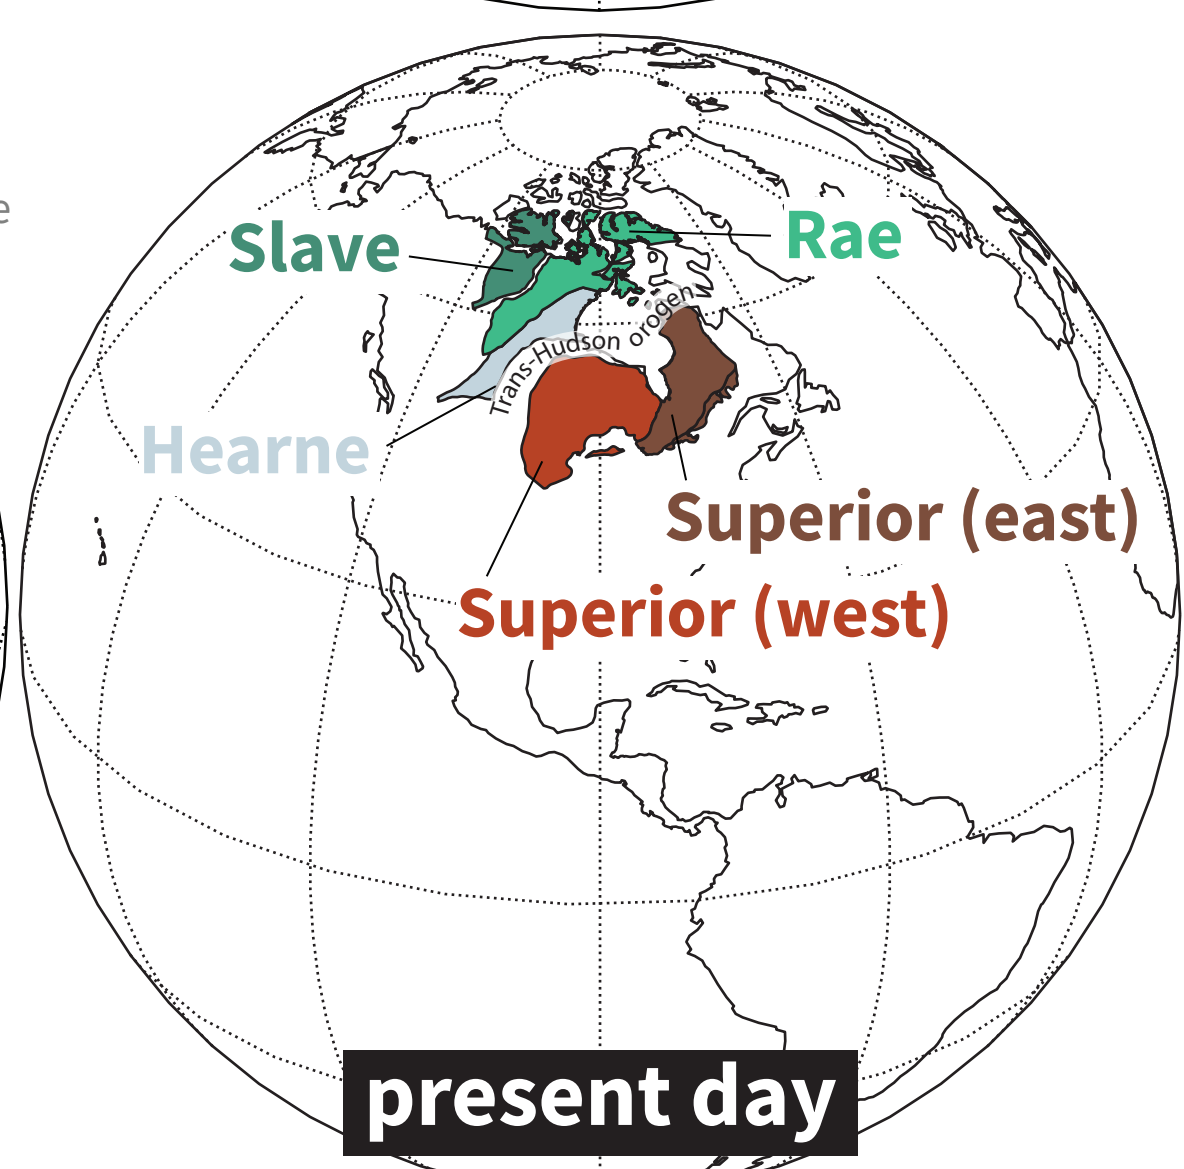 e
Slave
Rae
Trans-Hudson orogen
Hearne
Superior (east)
Superior (west)
present day